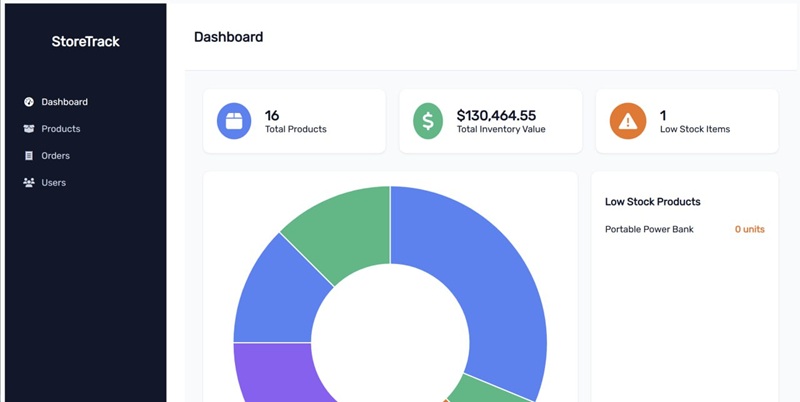 StoreTrack
Dashboard
Products
Orders
Users
Dashboard
16
Total Products
$130,464.55
Total Inventory Value
1
Low Stock Items
Low Stock Products
Portable Power Bank 0 units